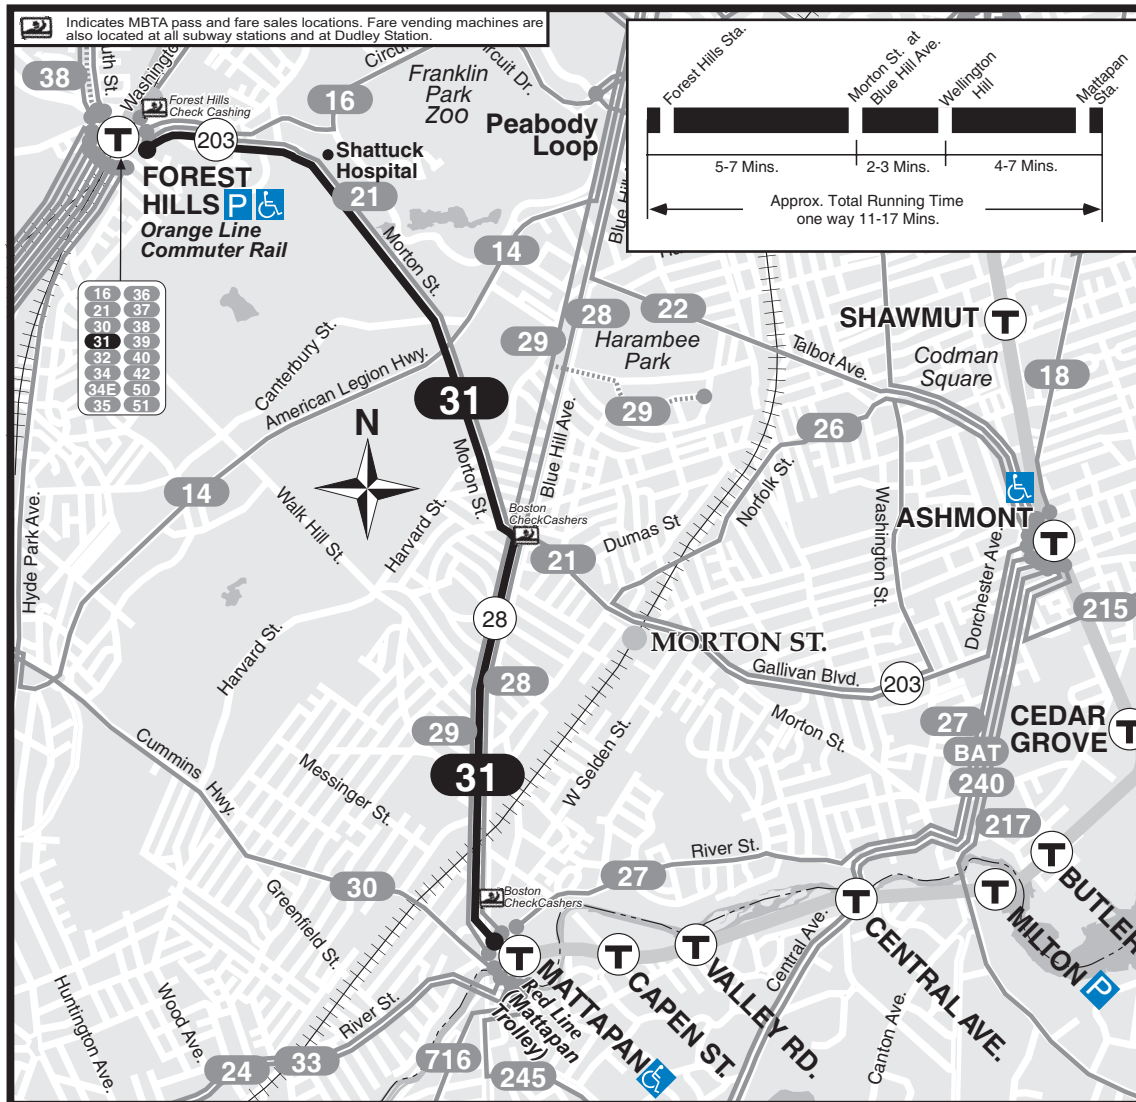 Indicates MBTA pass and fare sales locations. Fare vending machines are
also located at all subway stations and at Dudley Station.
Forest Hills Sta.
Morton St. at
Blue Hill Ave.
Wellington
Hill
Mattapan
Sta.
5-7 Mins.
2-3 Mins.
4-7 Mins.
Approx. Total Running Time
one way 11-17 Mins.
38
Washington
Forest Hills
Check Cashing
16
Circuit Dr.
Franklin
Park
Zoo
Peabody
Loop
T
203
Shattuck
Hospital
FOREST
HILLS P
Orange Line
Commuter Rail
21
Morton St.
14
Blue Hill
16 36
21 37
30 38
31 39
32 40
34 42
34E 50
35 51
22
28
29
Harambee
Park
SHAWMUT T
Codman
Square
Talbot Ave.
18
Canterbury St.
American Legion Hwy.
31
29
26
N
Morton St.
Blue Hill Ave.
Norfolk St.
Washington St.
14
Walk Hill St.
Harvard St.
Boston
CheckCashers
Dumas St
21
ASHMONT
T
Hyde Park Ave.
Dorchester Ave.
215
28
MORTON ST.
Gallivan Blvd.
203
Harvard St.
28
Morton St.
27
CEDAR
GROVE T
29
BAT
31
W Selden St.
240
Cummins Hwy.
Messinger St.
217
River St.
27
30
Boston
CheckCashers
Greenfield St.
T
BUTLER
T
MILTON P
T
CENTRAL AVE.
Central Ave.
T
VALLEY RD.
T
CAPEN ST.
T
MATTAPAN
Red Line
(Mattapan
Trolley)
Canton Ave.
Huntington Ave.
Wood Ave.
River St.
24
33
716
245